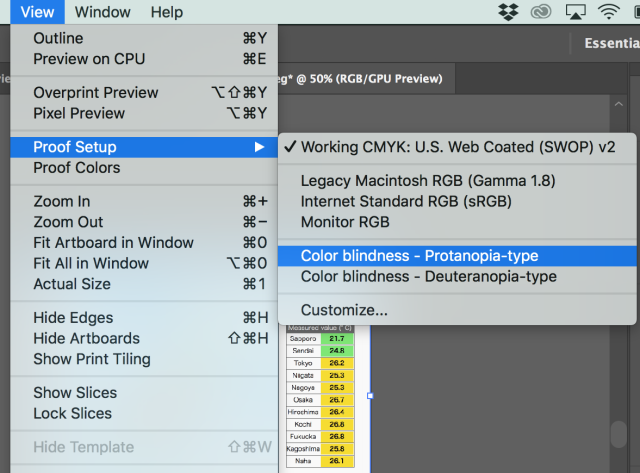 View Window Help
Outline ⌘Y
Preview on CPU ⌘E
Essentia
eg* @ 50% (RGB/GPU Preview)
Overprint Preview ⌥⇧⌘Y
Pixel Preview ⌥⌘Y
Proof Setup ▶
Proof Colors
✓ Working CMYK: U.S. Web Coated (SWOP) v2
Legacy Macintosh RGB (Gamma 1.8)
Internet Standard RGB (sRGB)
Monitor RGB
Color blindness - Protanopia-type
Color blindness - Deuteranopia-type
Customize...
Zoom In ⌘+
Zoom Out ⌘−
Fit Artboard in Window ⌘0
Fit All in Window ⌥⌘0
Actual Size ⌘1
Hide Edges ⌘H
Hide Artboards ⇧⌘H
Show Print Tiling
Show Slices
Lock Slices
Hide Template ⇧⌘W
Measured value (°C)
Sapporo 21.7
Sendai 24.8
Tokyo 26.2
Niigata 25.3
Nagoya 25.3
Osaka 26.7
Hiroshima 26.4
Kochi 26.8
Fukuoka 26.8
Kagoshima 25.8
Naha 26.1